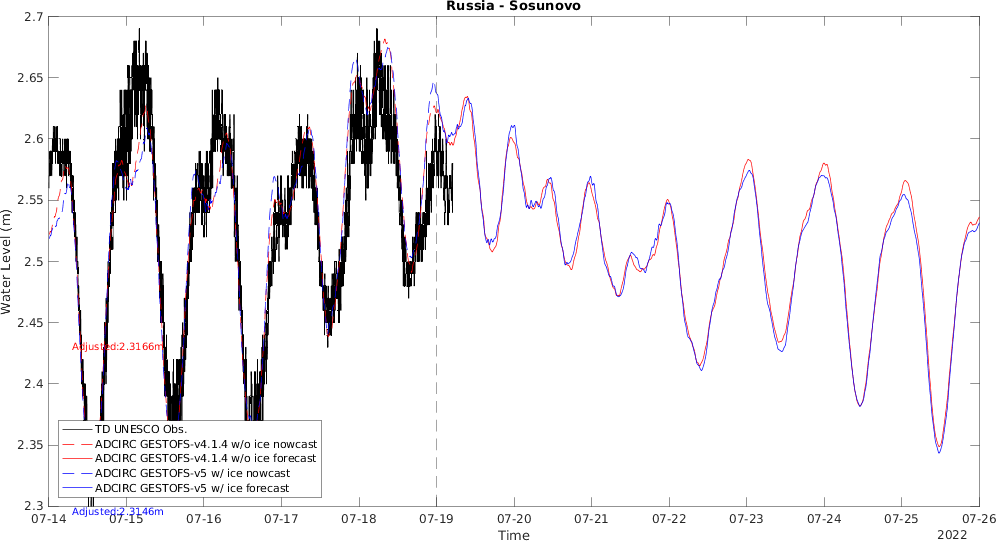 Russia - Sosunovo
Water Level (m)
2.7
2.65
2.6
2.55
2.5
2.45
2.4
2.35
2.3
Adjusted:2.3166m
TD UNESCO Obs.
ADCIRC GESTOFS-v4.1.4 w/o ice nowcast
ADCIRC GESTOFS-v4.1.4 w/o ice forecast
ADCIRC GESTOFS-v5 w/ ice nowcast
ADCIRC GESTOFS-v5 w/ ice forecast
Adjusted:2.3146m
07-14 07-15 07-16 07-17 07-18 07-19 07-20 07-21 07-22 07-23 07-24 07-25 07-26
Time
2022